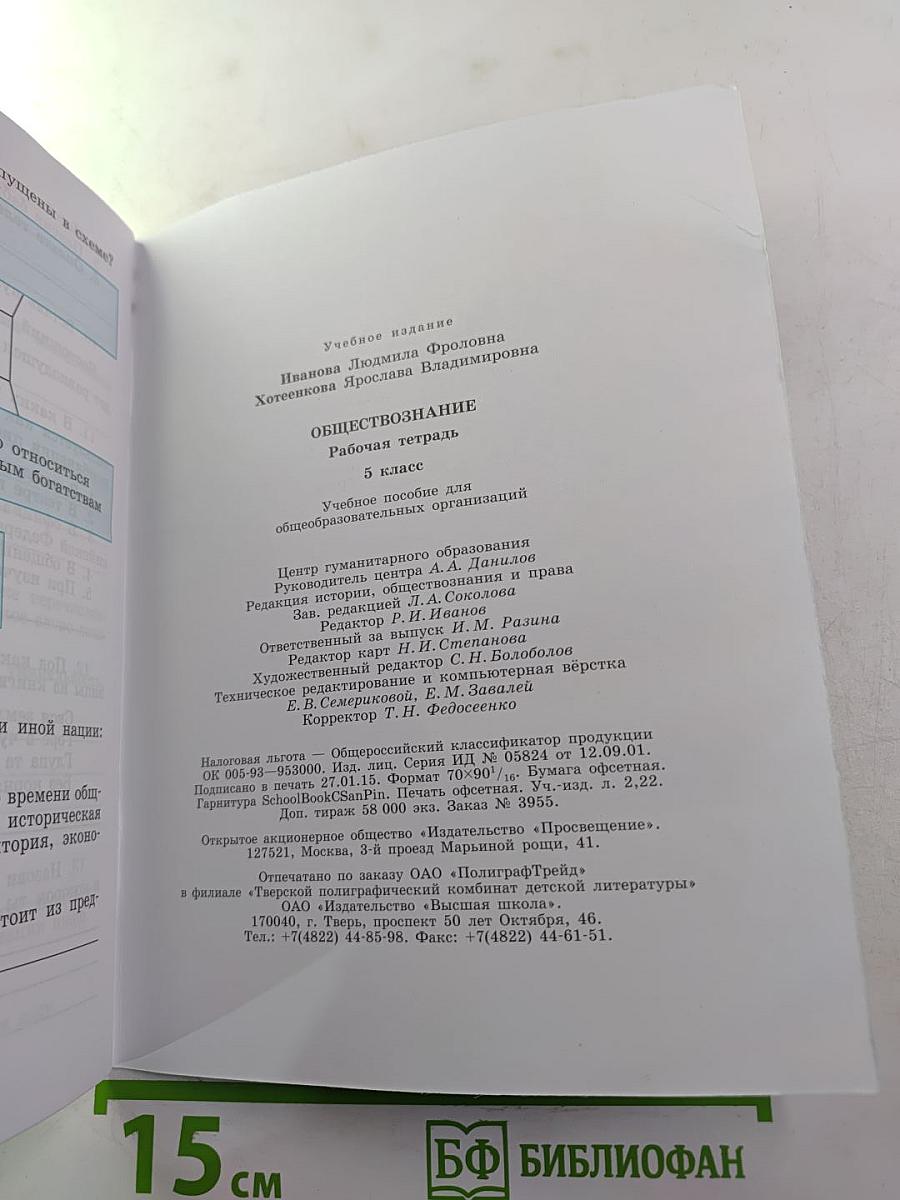 пущены в схеме?
о относиться
ым богатствам
и иной нации:
времени общ-
историческая
тория, эконо-
тоит из пред-
Учебное издание
Иванова Людмила Фроловна
Хотеенкова Ярослава Владимировна
ОБЩЕСТВОЗНАНИЕ
Рабочая тетрадь
5 класс
Учебное пособие для
общеобразовательных организаций
Центр гуманитарного образования
Руководитель центра А. А. Данилов
Редакция истории, обществознания и права
Зав. редакцией Л. А. Соколова
Редактор Р. И. Иванов
Ответственный за выпуск И. М. Разина
Редактор карт Н. И. Степанова
Художественный редактор С. Н. Болоболов
Техническое редактирование и компьютерная вёрстка
Е. В. Семериковой, Е. М. Завалей
Корректор Т. Н. Федосеенко
Налоговая льгота — Общероссийский классификатор продукции
ОК 005-93—953000. Изд. лиц. Серия ИД № 05824 от 12.09.01.
Подписано в печать 27.01.15. Формат 70×90¹/₁₆. Бумага офсетная.
Гарнитура SchoolBookCSanPin. Печать офсетная. Уч.-изд. л. 2,22.
Доп. тираж 58 000 экз. Заказ № 3955.
Открытое акционерное общество «Издательство «Просвещение».
127521, Москва, 3-й проезд Марьиной рощи, 41.
Отпечатано по заказу ОАО «ПолиграфТрейд»
в филиале «Тверской полиграфический комбинат детской литературы»
ОАО «Издательство «Высшая школа».
170040, г. Тверь, проспект 50 лет Октября, 46.
Тел.: +7(4822) 44-85-98. Факс: +7(4822) 44-61-51.
15 см
БФ БИБЛИОФАН